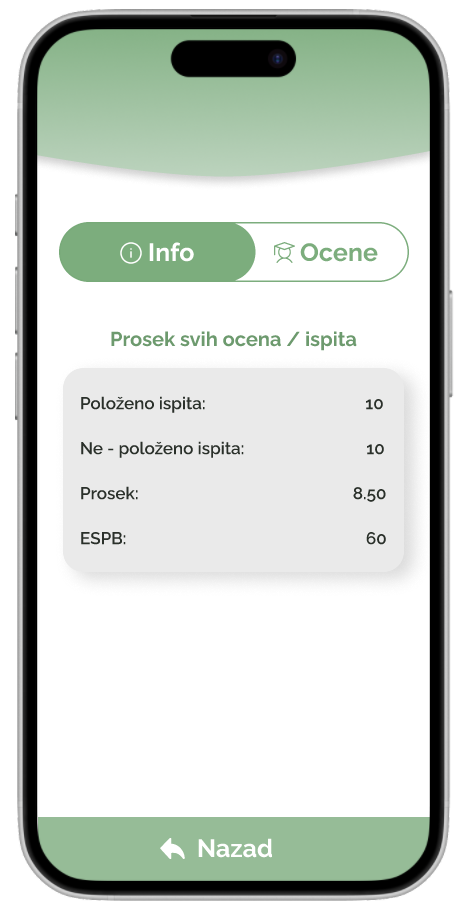 Info
Ocene
Prosek svih ocena / ispita
Položeno ispita: 10
Ne - položeno ispita: 10
Prosek: 8.50
ESPB: 60
Nazad